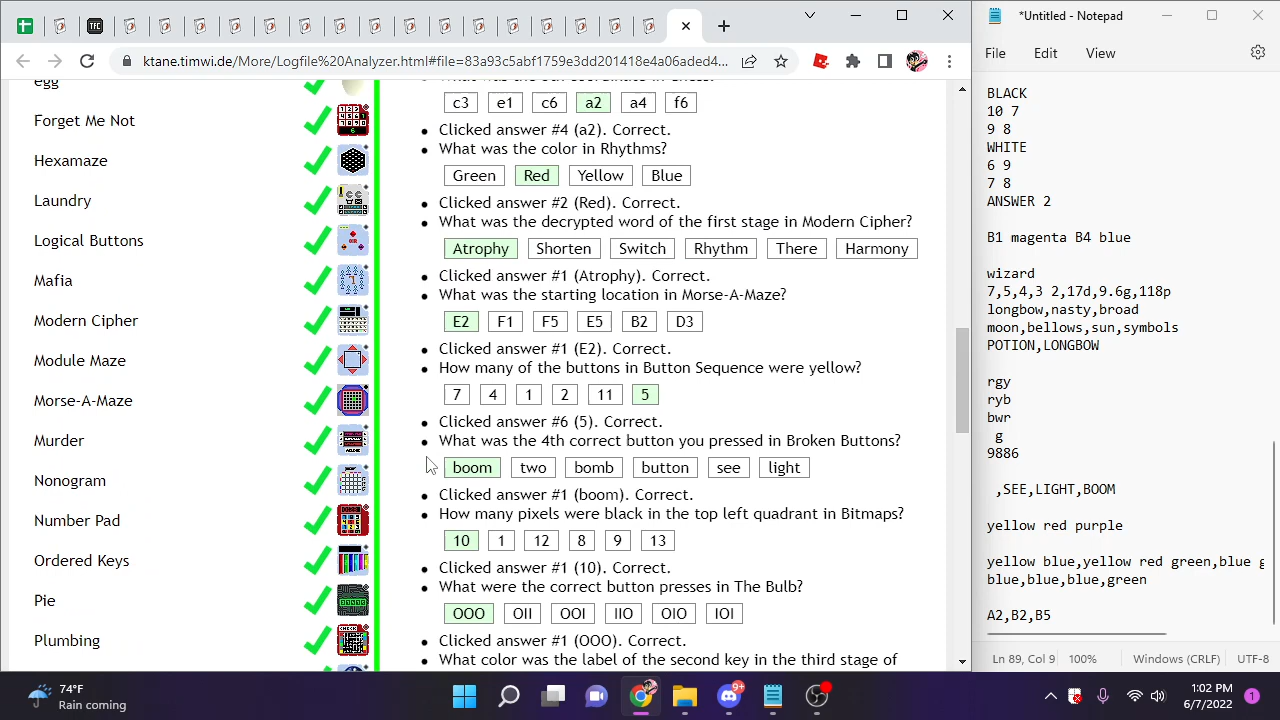 TFC
*Untitled - Notepad
ktane.timwi.de/More/Logfile%20Analyzer.html#file=83f93c5abf1759e3dd201418e4a06aded4...
File Edit View
egg
Forget Me Not
Hexamaze
Laundry
Logical Buttons
Mafia
Modern Cipher
Module Maze
Morse-A-Maze
Murder
Nonogram
Number Pad
Ordered Keys
Pie
Plumbing
c3 e1 c6 a2 a4 f6
Clicked answer #4 (a2). Correct.
What was the color in Rhythms?
Green Red Yellow Blue
Clicked answer #2 (Red). Correct.
What was the decrypted word of the first stage in Modern Cipher?
Atrophy Shorten Switch Rhythm There Harmony
Clicked answer #1 (Atrophy). Correct.
What was the starting location in Morse-A-Maze?
E2 F1 F5 E5 B2 D3
Clicked answer #1 (E2). Correct.
How many of the buttons in Button Sequence were yellow?
7 4 1 2 11 5
Clicked answer #6 (5). Correct.
What was the 4th correct button you pressed in Broken Buttons?
boom two bomb button see light
Clicked answer #1 (boom). Correct.
How many pixels were black in the top left quadrant in Bitmaps?
10 1 12 8 9 13
Clicked answer #1 (10). Correct.
What were the correct button presses in The Bulb?
OOO OII OOI IIO OIO IOI
Clicked answer #1 (OOO). Correct.
What color was the label of the second key in the third stage of
BLACK
10 7
9 8
WHITE
6 9
7 8
ANSWER 2
B1 magenta B4 blue
wizard
7,5,4,3 2,17d,9.6g,118p
longbow,nasty,broad
moon,bellows,sun,symbols
POTION,LONGBOW
rgy
ryb
bwr
g
9886
,SEE,LIGHT,BOOM
yellow red purple
yellow blue,yellow red green,blue g
blue,blue,blue,green
A2,B2,B5
Ln 89, Col 9 100% Windows (CRLF) UTF-8
74°F
Rain coming
9+
1:02 PM
6/7/2022
1